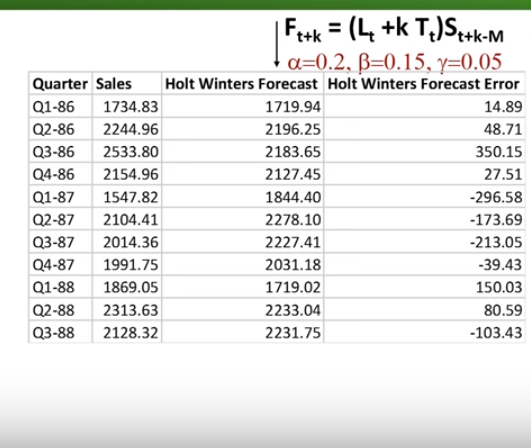 F_t+k = (L_t +k T_t)S_t+k-M
α=0.2, β=0.15, γ=0.05
Quarter Sales Holt Winters Forecast Holt Winters Forecast Error
Q1-86 1734.83 1719.94 14.89
Q2-86 2244.96 2196.25 48.71
Q3-86 2533.80 2183.65 350.15
Q4-86 2154.96 2127.45 27.51
Q1-87 1547.82 1844.40 -296.58
Q2-87 2104.41 2278.10 -173.69
Q3-87 2014.36 2227.41 -213.05
Q4-87 1991.75 2031.18 -39.43
Q1-88 1869.05 1719.02 150.03
Q2-88 2313.63 2233.04 80.59
Q3-88 2128.32 2231.75 -103.43